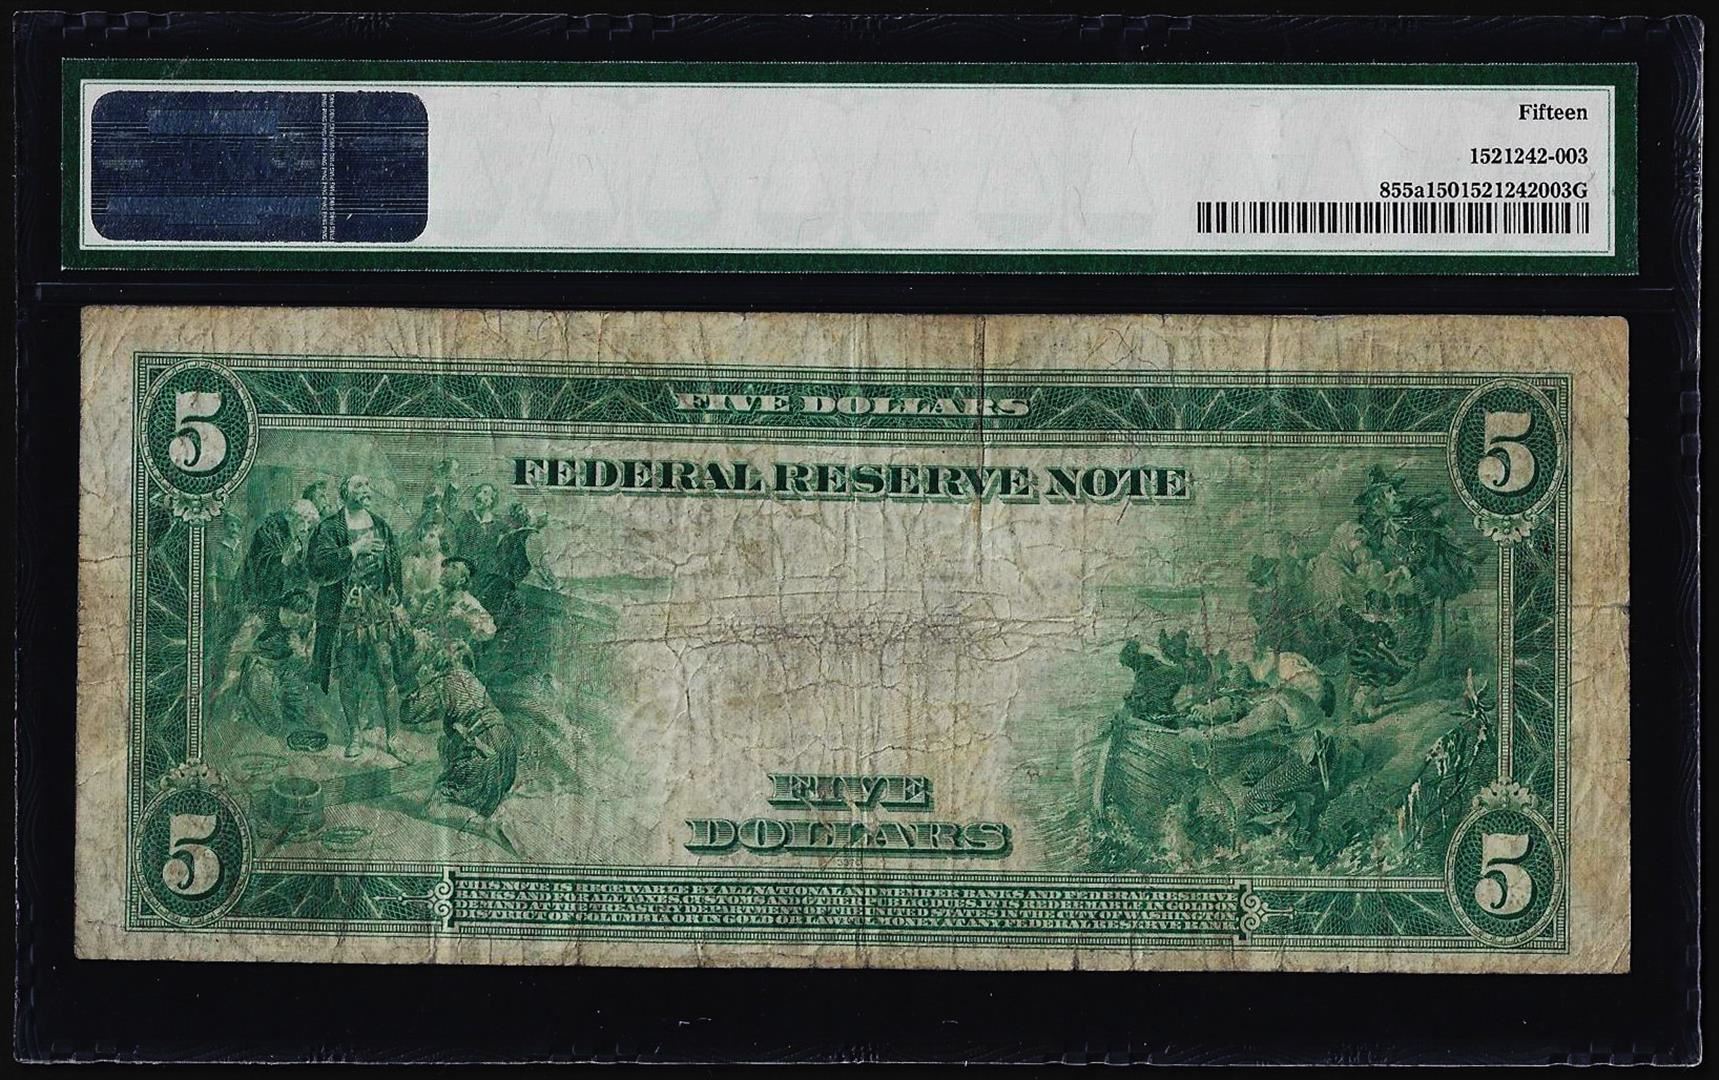 Fifteen
1521242-003
855a1501521242003G
FIVE DOLLARS
5
5
FEDERAL RESERVE NOTE
FIVE
DOLLARS
5
5
THIS NOTE IS RECEIVABLE BY ALL NATIONAL AND MEMBER BANKS AND FEDERAL RESERVE
BANKS AND FOR ALL TAXES, CUSTOMS AND OTHER PUBLIC DUES. IT IS REDEEMABLE IN GOLD ON
DEMAND AT THE TREASURY DEPARTMENT OF THE UNITED STATES IN THE CITY OF WASHINGTON
DISTRICT OF COLUMBIA OR IN GOLD OR LAWFUL MONEY AT ANY FEDERAL RESERVE BANK.